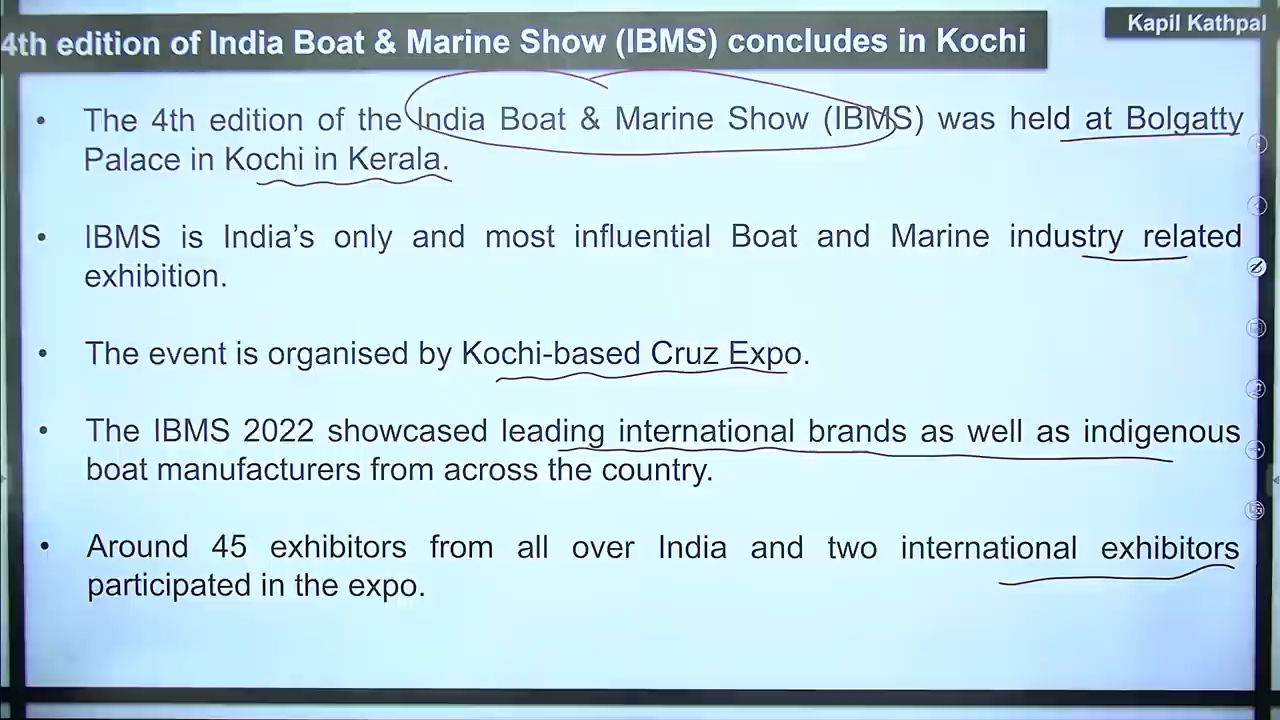 4th edition of India Boat & Marine Show (IBMS) concludes in Kochi
Kapil Kathpal
• The 4th edition of the India Boat & Marine Show (IBMS) was held at Bolgatty
Palace in Kochi in Kerala.
• IBMS is India’s only and most influential Boat and Marine industry related
exhibition.
• The event is organised by Kochi-based Cruz Expo.
• The IBMS 2022 showcased leading international brands as well as indigenous
boat manufacturers from across the country.
• Around 45 exhibitors from all over India and two international exhibitors
participated in the expo.